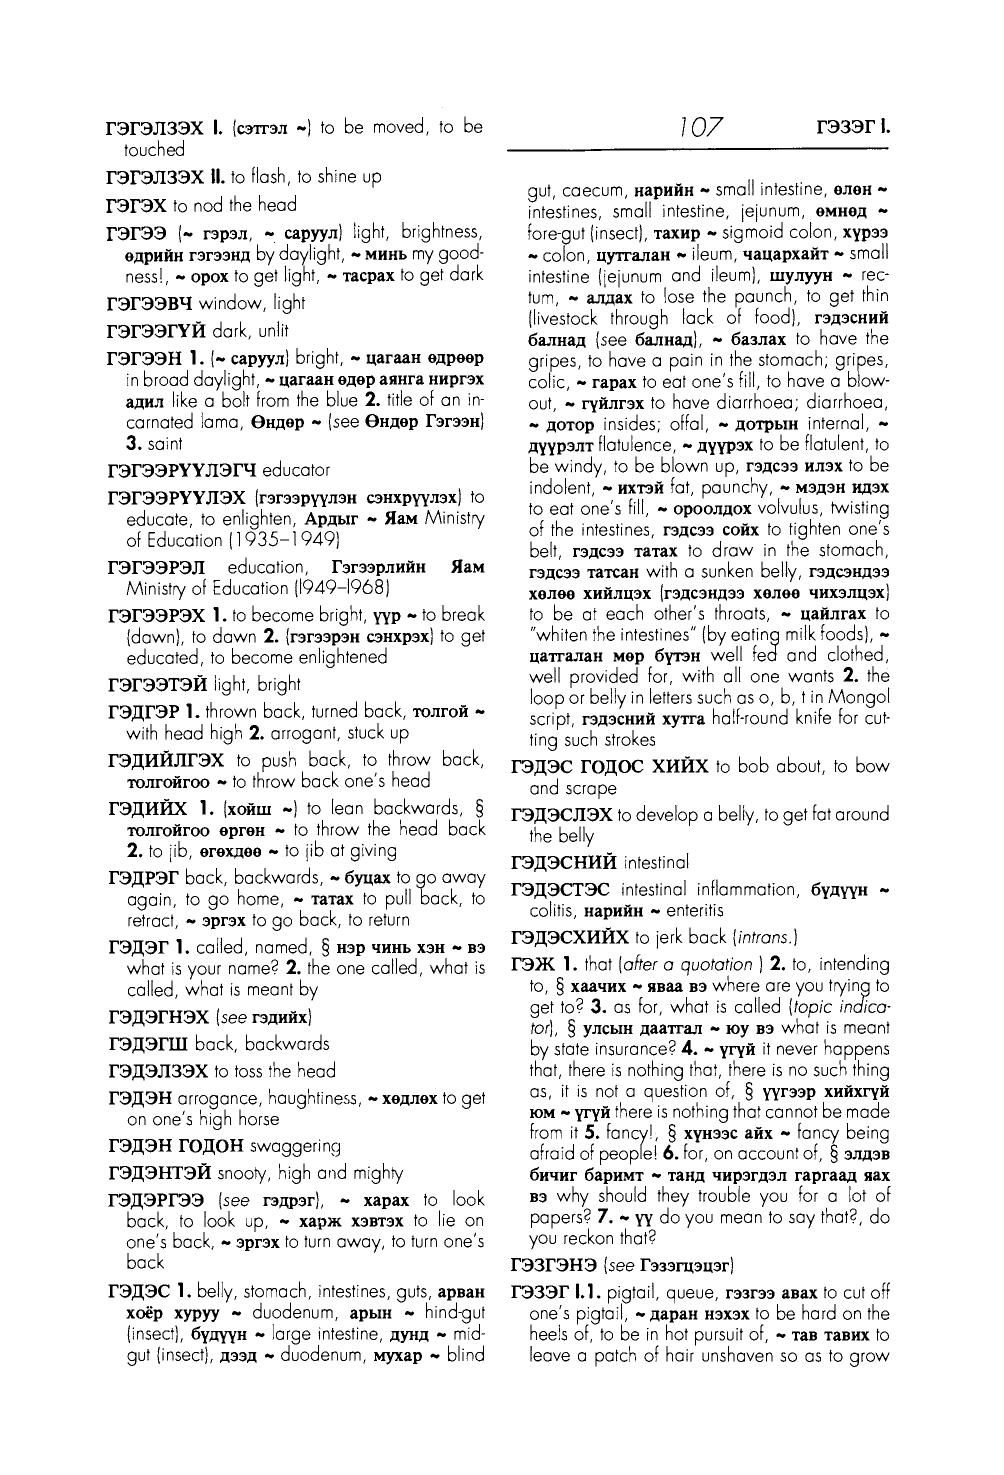 ГЭГЭЛЗЭХ I. (сэтгэл ~) to be moved, to be
touched
ГЭГЭЛЗЭХ II. to flash, to shine up
ГЭГЭХ to nod the head
ГЭГЭЭ (~ гэрэл, ~ саруул) light, brightness,
өдрийн гэгээнд by daylight, ~ минь my good-
ness!, ~ орох to get light, ~ тасрах to get dark
ГЭГЭЭВЧ window, light
ГЭГЭЭГҮЙ dark, unlit
ГЭГЭЭН 1. (~ саруул) bright, ~ цагаан өдрөөр
in broad daylight, ~ цагаан өдөр аянга ниргэх
адил like a bolt from the blue 2. title of an in-
carnated lama, Өндөр ~ (see Өндөр Гэгээн)
3. saint
ГЭГЭЭРҮҮЛЭГЧ educator
ГЭГЭЭРҮҮЛЭХ (гэгээрүүлэн сэнхрүүлэх) to
educate, to enlighten, Ардыг ~ Яам Ministry
of Education (1935–1949)
ГЭГЭЭРЭЛ education, Гэгээрлийн Яам
Ministry of Education (1949–1968)
ГЭГЭЭРЭХ 1. to become bright, үүр ~ to break
(dawn), to dawn 2. (гэгээрэн сэнхрэх) to get
educated, to become enlightened
ГЭГЭЭТЭЙ light, bright
ГЭДГЭР 1. thrown back, turned back, толгой ~
with head high 2. arrogant, stuck up
ГЭДИЙЛГЭХ to push back, to throw back,
толгойгоо ~ to throw back one's head
ГЭДИЙХ 1. (хойш ~) to lean backwards, §
толгойгоо өргөн ~ to throw the head back
2. to jib, өгөхдөө ~ to jib at giving
ГЭДРЭГ back, backwards, ~ буцах to go away
again, to go home, ~ татах to pull back, to
retract, ~ эргэх to go back, to return
ГЭДЭГ 1. called, named, § нэр чинь хэн ~ вэ
what is your name? 2. the one called, what is
called, what is meant by
ГЭДЭГНЭХ (see гэдийх)
ГЭДЭГШ back, backwards
ГЭДЭЛЗЭХ to toss the head
ГЭДЭН arrogance, haughtiness, ~ хөдлөх to get
on one's high horse
ГЭДЭН ГОДОН swaggering
ГЭДЭНТЭЙ snooty, high and mighty
ГЭДЭРГЭЭ (see гэдрэг), ~ харах to look
back, to look up, ~ харж хэвтэх to lie on
one's back, ~ эргэх to turn away, to turn one's
back
ГЭДЭС 1. belly, stomach, intestines, guts, арван
хоёр хуруу ~ duodenum, арын ~ hind-gut
(insect), бүдүүн ~ large intestine, дунд ~ mid-
gut (insect), дээд ~ duodenum, мухар ~ blind
107 ГЭЗЭГ I.
gut, caecum, нарийн ~ small intestine, өлөн ~
intestines, small intestine, jejunum, өмнөд ~
fore-gut (insect), тахир ~ sigmoid colon, хүрээ
~ colon, цутгалан ~ ileum, чацархайт ~ small
intestine (jejunum and ileum), шулуун ~ rec-
tum, ~ алдах to lose the paunch, to get thin
(livestock through lack of food), гэдэсний
балнад (see балнад), ~ базлах to have the
gripes, to have a pain in the stomach; gripes,
colic, ~ гарах to eat one's fill, to have a blow-
out, ~ гүйлгэх to have diarrhoea; diarrhoea,
~ дотор insides; offal, ~ дотрын internal, ~
дүүрэлт flatulence, ~ дүүрэх to be flatulent, to
be windy, to be blown up, гэдсээ илэх to be
indolent, ~ ихтэй fat, paunchy, ~ мэдэн идэх
to eat one's fill, ~ ороолдох volvulus, twisting
of the intestines, гэдсээ сойх to tighten one's
belt, гэдсээ татах to draw in the stomach,
гэдсээ татсан with a sunken belly, гэдсэндээ
хөлөө хийлцэх (гэдсэндээ хөлөө чихэлцэх)
to be at each other's throats, ~ цайлгах to
"whiten the intestines" (by eating milk foods), ~
цатгалан мөр бүтэн well fed and clothed,
well provided for, with all one wants 2. the
loop or belly in letters such as o, b, t in Mongol
script, гэдэсний хутга half-round knife for cut-
ting such strokes
ГЭДЭС ГОДОС ХИЙХ to bob about, to bow
and scrape
ГЭДЭСЛЭХ to develop a belly, to get fat around
the belly
ГЭДЭСНИЙ intestinal
ГЭДЭСТЭС intestinal inflammation, бүдүүн ~
colitis, нарийн ~ enteritis
ГЭДЭСХИЙХ to jerk back (intrans.)
ГЭЖ 1. that (after a quotation ) 2. to, intending
to, § хаачих ~ яваа вэ where are you trying to
get to? 3. as for, what is called (topic indica-
tor), § улсын даатгал ~ юу вэ what is meant
by state insurance? 4. ~ үгүй it never happens
that, there is nothing that, there is no such thing
as, it is not a question of, § үүгээр хийхгүй
юм ~ үгүй there is nothing that cannot be made
from it 5. fancy!, § хүнээс айх ~ fancy being
afraid of people! 6. for, on account of, § элдэв
бичиг баримт ~ танд чирэгдэл гаргаад яах
вэ why should they trouble you for a lot of
papers? 7. ~ үү do you mean to say that?, do
you reckon that?
ГЭЗГЭНЭ (see Гэзэгцэцэг)
ГЭЗЭГ I.1. pigtail, queue, гэзгээ авах to cut off
one's pigtail, ~ даран нэхэх to be hard on the
heels of, to be in hot pursuit of, ~ тав тавих to
leave a patch of hair unshaven so as to grow